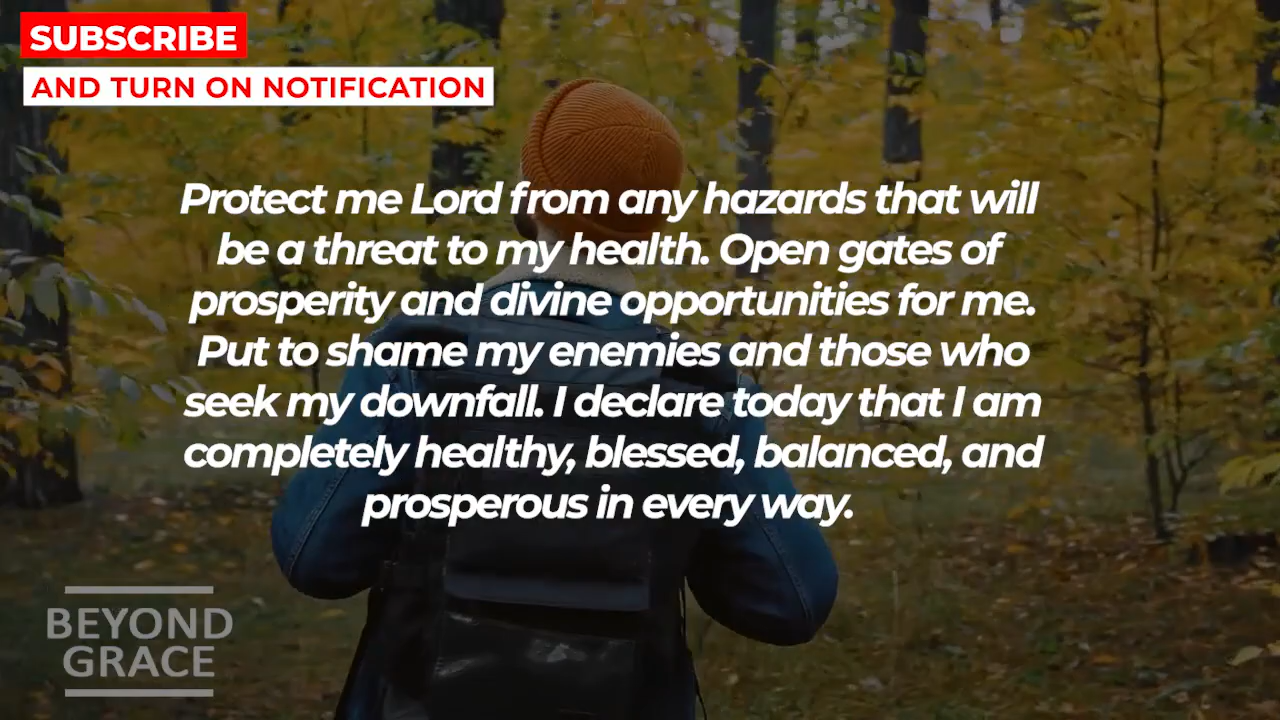 SUBSCRIBE
AND TURN ON NOTIFICATION
Protect me Lord from any hazards that will
be a threat to my health. Open gates of
prosperity and divine opportunities for me.
Put to shame my enemies and those who
seek my downfall. I declare today that I am
completely healthy, blessed, balanced, and
prosperous in every way.
BEYOND
GRACE